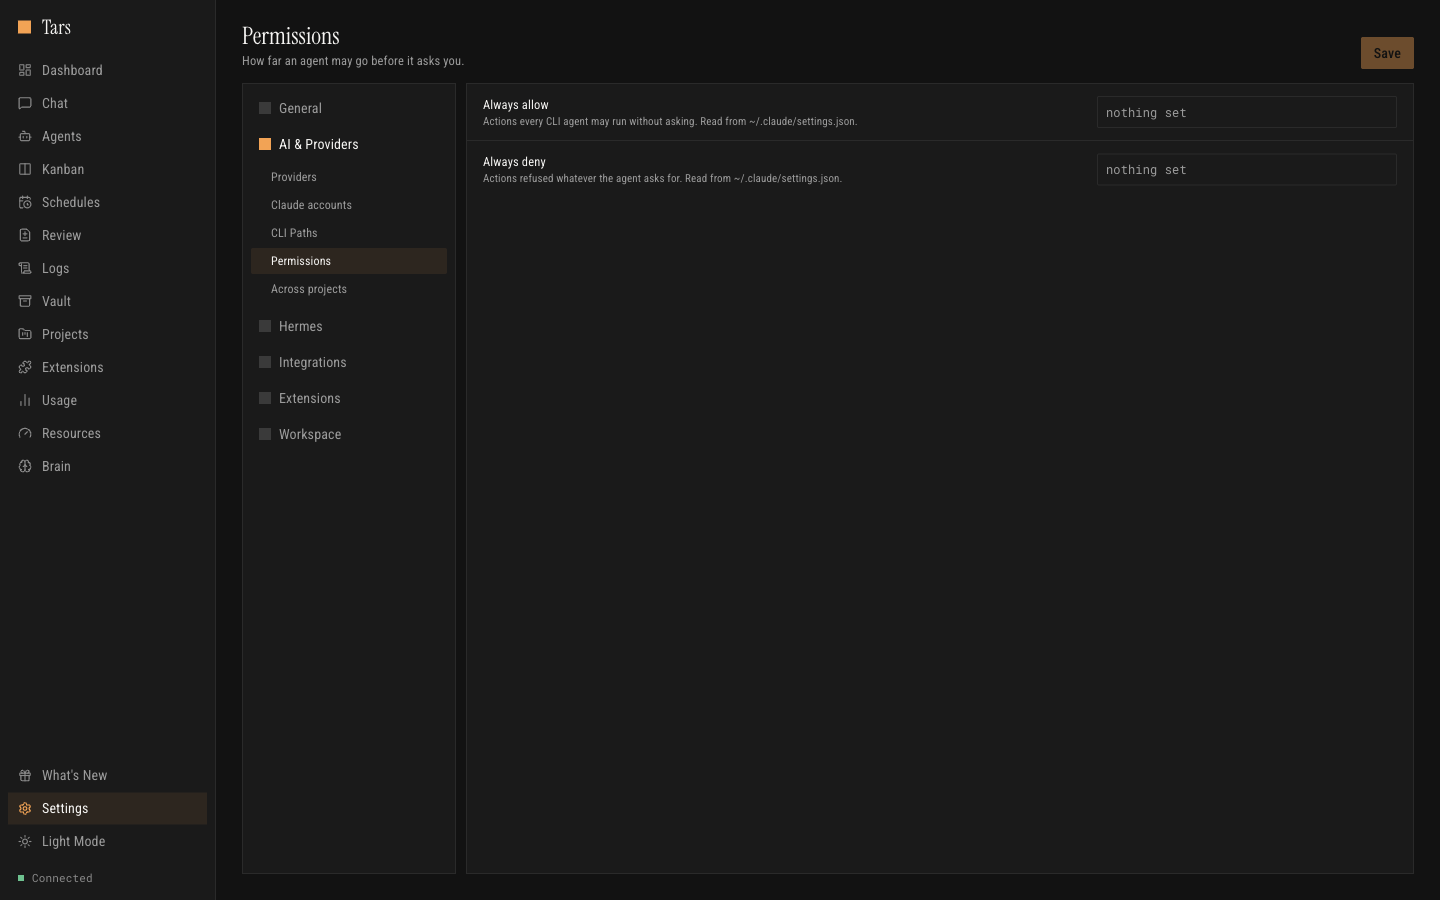 Tars
Dashboard
Chat
Agents
Kanban
Schedules
Review
Logs
Vault
Projects
Extensions
Usage
Resources
Brain
What's New
Settings
Light Mode
Connected
Permissions
How far an agent may go before it asks you.
Save
General
AI & Providers
Providers
Claude accounts
CLI Paths
Permissions
Across projects
Hermes
Integrations
Extensions
Workspace
Always allow
Actions every CLI agent may run without asking. Read from ~/.claude/settings.json.
nothing set
Always deny
Actions refused whatever the agent asks for. Read from ~/.claude/settings.json.
nothing set